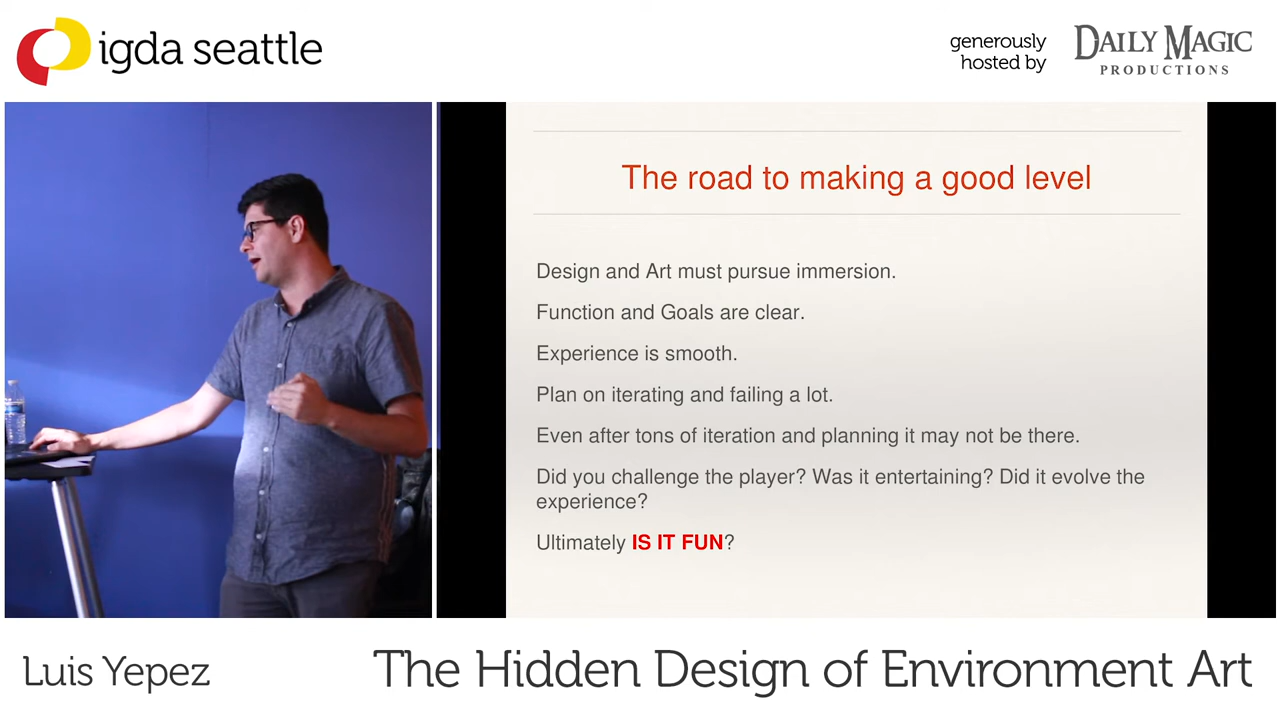 igda seattle
generously
hosted by
DAILY MAGIC
PRODUCTIONS
The road to making a good level
Design and Art must pursue immersion.
Function and Goals are clear.
Experience is smooth.
Plan on iterating and failing a lot.
Even after tons of iteration and planning it may not be there.
Did you challenge the player? Was it entertaining? Did it evolve the
experience?
Ultimately IS IT FUN?
Luis Yepez
The Hidden Design of Environment Art